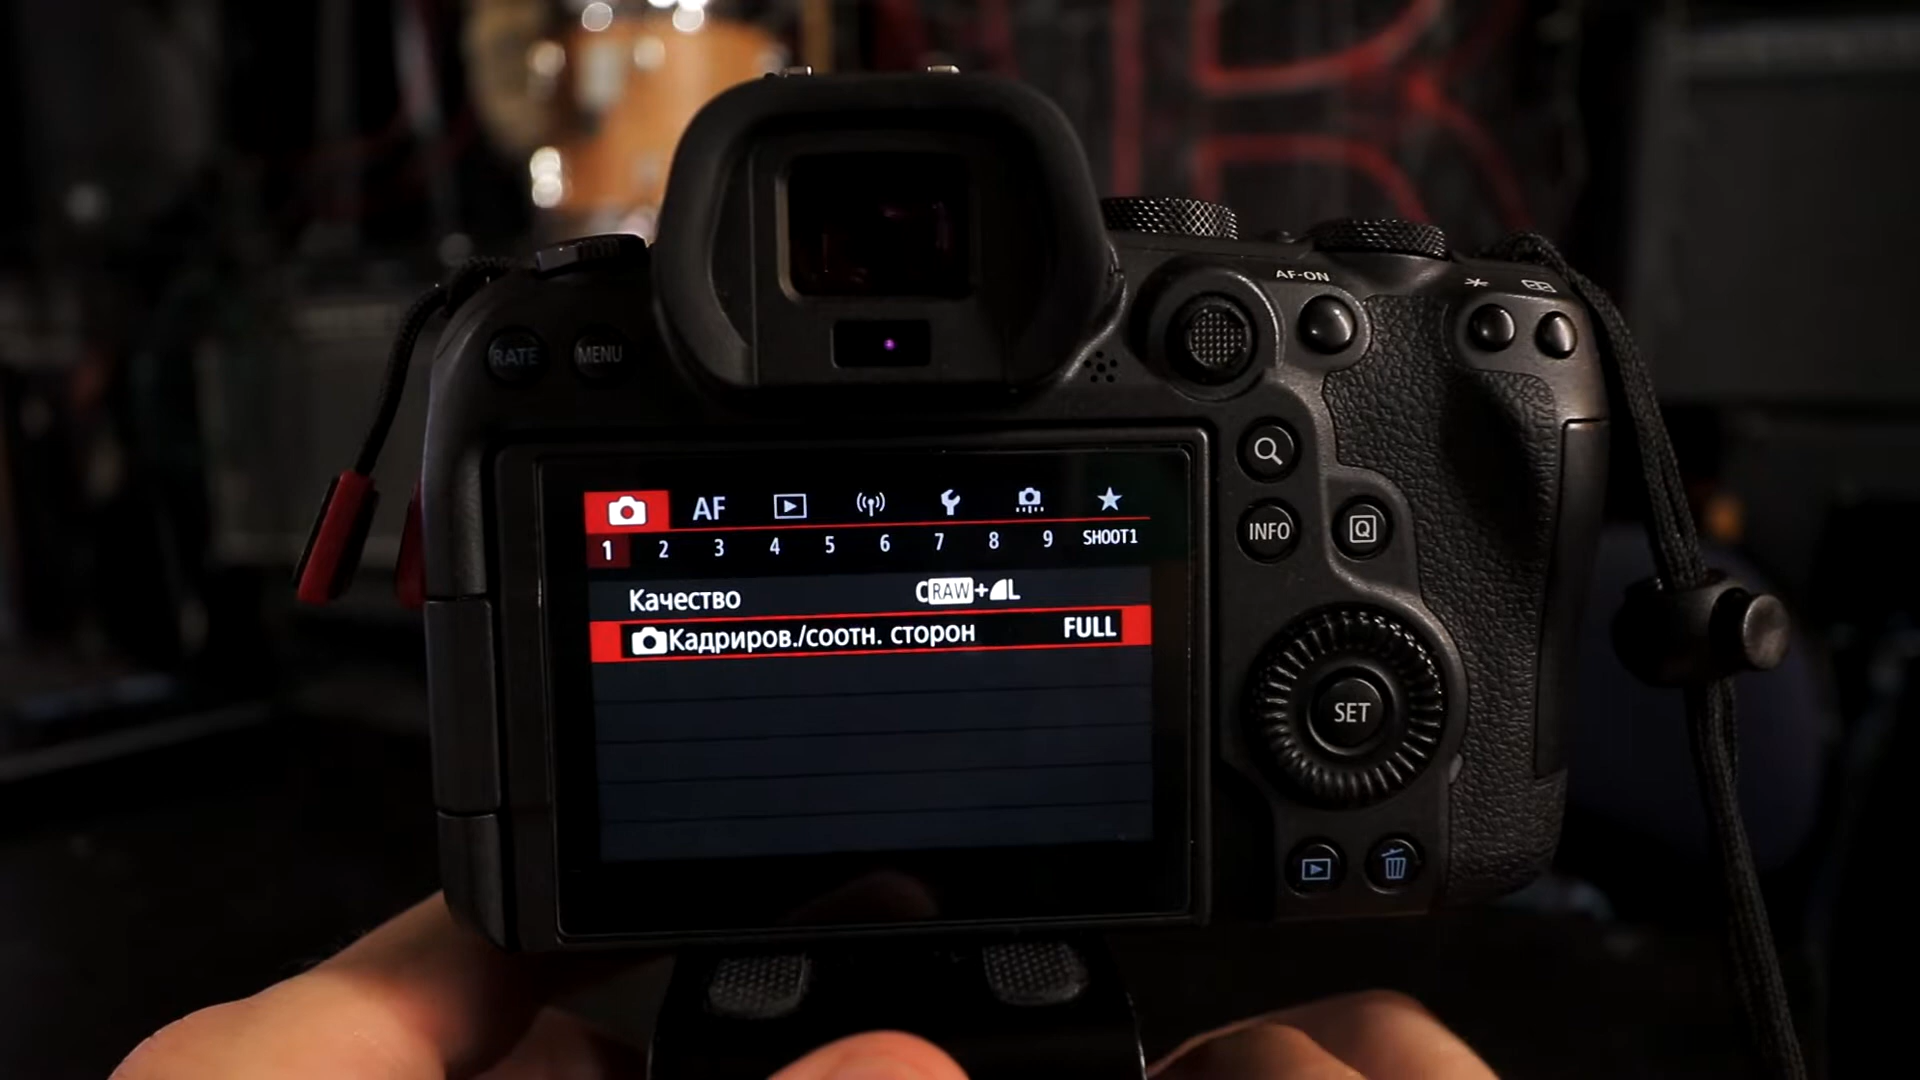 AF-ON
RATE
MENU
AF
1 2 3 4 5 6 7 8 9 SHOOT1
INFO
Q
Качество CRAW+L
Кадриров./соотн. сторон FULL
SET